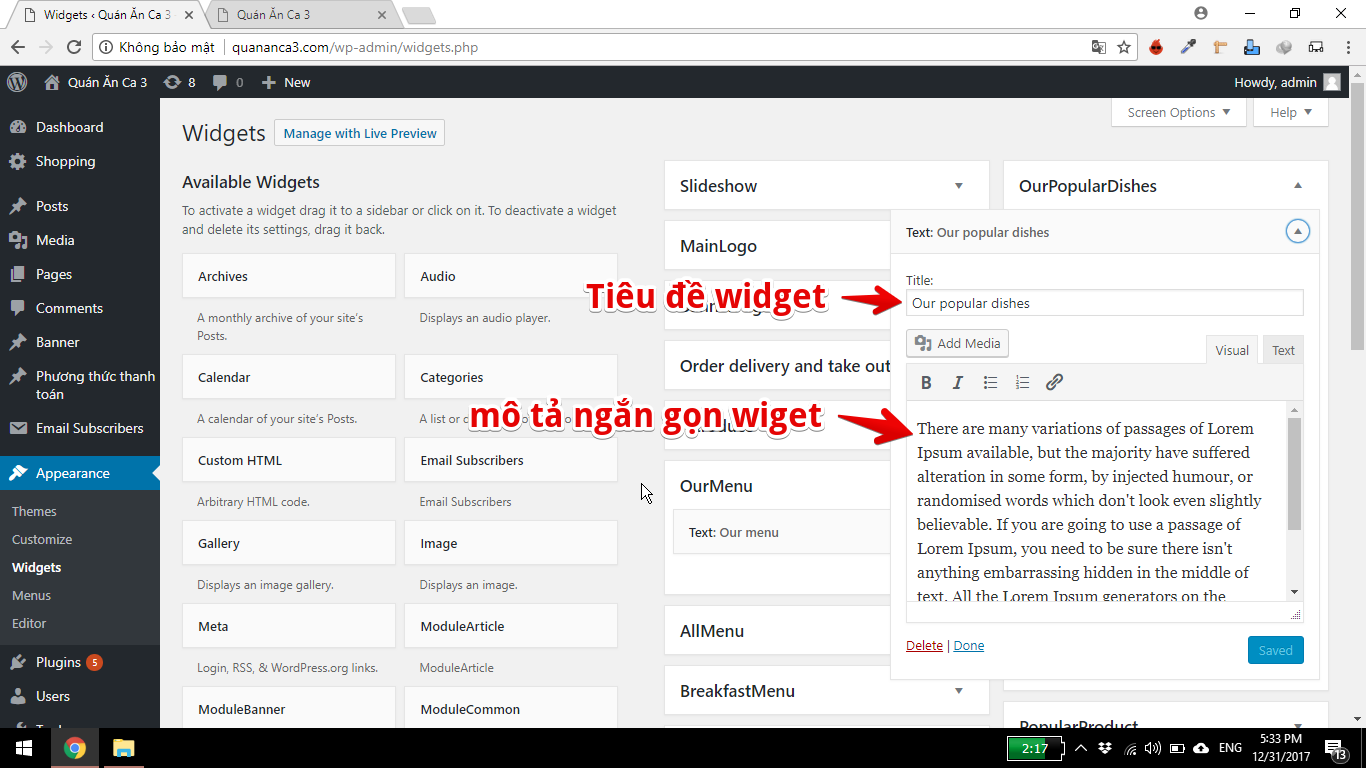 Widgets ‹ Quán Ăn Ca 3
Quán Ăn Ca 3
Không bảo mật
quananca3.com/wp-admin/widgets.php
Quán Ăn Ca 3
8
0
New
Howdy, admin
Dashboard
Shopping
Posts
Media
Pages
Comments
Banner
Phương thức thanh
toán
Email Subscribers
Appearance
Themes
Customize
Widgets
Menus
Editor
Plugins 5
Users
Widgets
Manage with Live Preview
Screen Options
Help
Available Widgets
To activate a widget drag it to a sidebar or click on it. To deactivate a widget
and delete its settings, drag it back.
Archives
Audio
A monthly archive of your site's
Posts.
Displays an audio player.
Calendar
Categories
A calendar of your site's Posts.
A list or
Custom HTML
Email Subscribers
Arbitrary HTML code.
Email Subscribers
Gallery
Image
Displays an image gallery.
Displays an image.
Meta
ModuleArticle
Login, RSS, & WordPress.org links.
ModuleArticle
ModuleBanner
ModuleCommon
Slideshow
MainLogo
Order delivery and take out
OurMenu
Text: Our menu
AllMenu
BreakfastMenu
OurPopularDishes
Text: Our popular dishes
Title:
Our popular dishes
Add Media
Visual
Text
B I
There are many variations of passages of Lorem
Ipsum available, but the majority have suffered
alteration in some form, by injected humour, or
randomised words which don't look even slightly
believable. If you are going to use a passage of
Lorem Ipsum, you need to be sure there isn't
anything embarrassing hidden in the middle of
text. All the Lorem Ipsum generators on the
Delete | Done
Saved
PopularProduct
Tiêu đề widget
mô tả ngắn gọn wiget
2:17
ENG
5:33 PM
12/31/2017
13